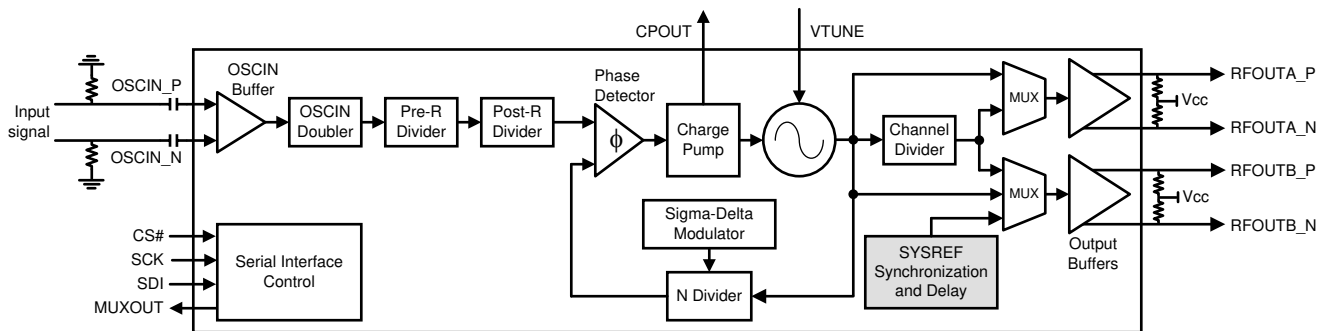 CPOUT
VTUNE
OSCIN_P
OSCIN
Buffer
Input
signal
OSCIN_N
OSCIN
Doubler
Pre-R
Divider
Post-R
Divider
Phase
Detector
ϕ
Charge
Pump
Channel
Divider
MUX
MUX
RFOUTA_P
Vcc
RFOUTA_N
RFOUTB_P
Vcc
RFOUTB_N
Output
Buffers
Sigma-Delta
Modulator
N Divider
SYSREF
Synchronization
and Delay
CS#
SCK
SDI
MUXOUT
Serial Interface
Control